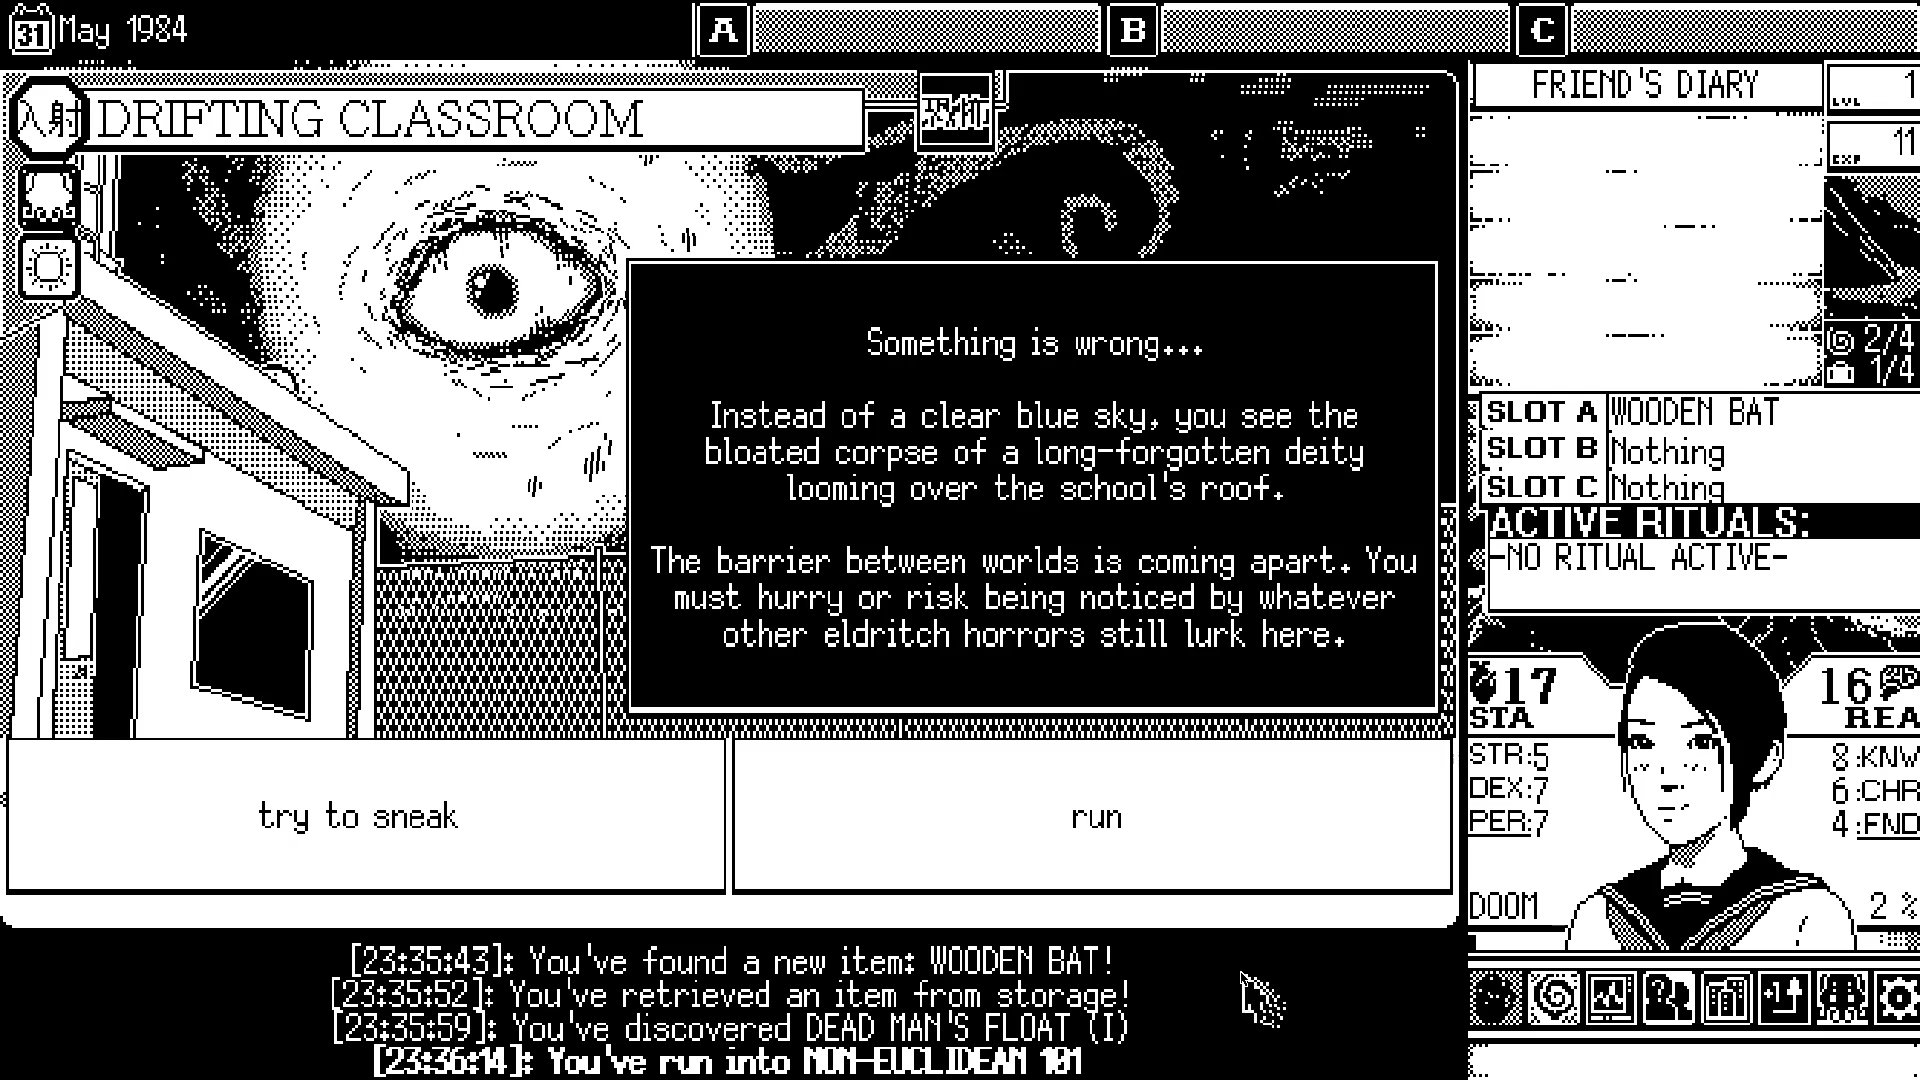 31 May 1984
A
B
C
入射 DRIFTING CLASSROOM
FRIEND'S DIARY
1
LVL
11
EXP
2/4
1/4
Something is wrong...
Instead of a clear blue sky, you see the
bloated corpse of a long-forgotten deity
looming over the school's roof.
The barrier between worlds is coming apart. You
must hurry or risk being noticed by whatever
other eldritch horrors still lurk here.
SLOT A WOODEN BAT
SLOT B Nothing
SLOT C Nothing
ACTIVE RITUALS:
-NO RITUAL ACTIVE-
17
STA
16
REA
STR:5
DEX:7
PER:7
8:KNW
6:CHR
4:FND
DOOM
2 %
try to sneak
run
[23:35:43]: You've found a new item: WOODEN BAT!
[23:35:52]: You've retrieved an item from storage!
[23:35:59]: You've discovered DEAD MAN'S FLOAT (I)
[23:36:14]: You've run into NON-EUCLIDEAN 101